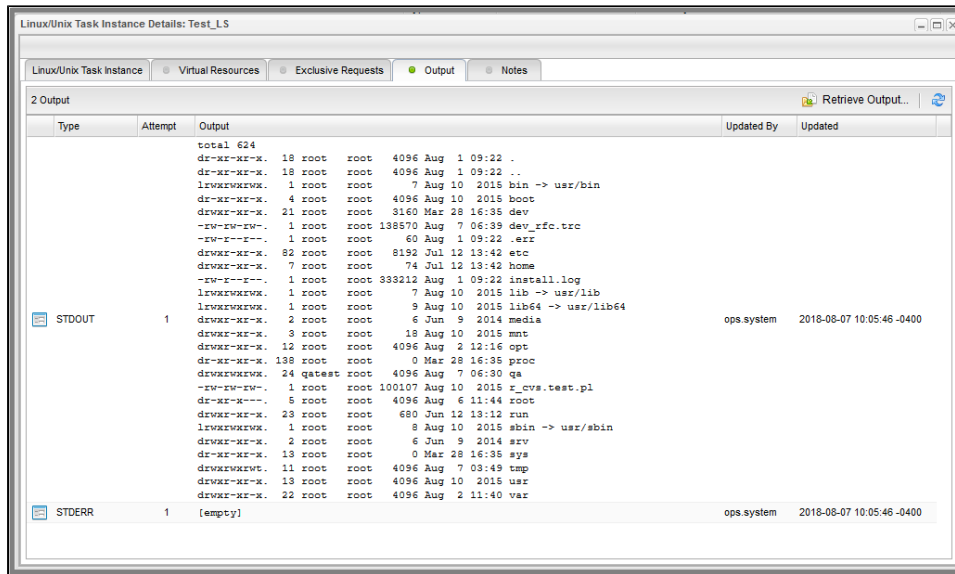 Linux/Unix Task Instance Details: Test_LS
Linux/Unix Task Instance Virtual Resources Exclusive Requests Output Notes
2 Output Retrieve Output...
Type Attempt Output Updated By Updated
total 624
dr-xr-xr-x. 18 root root 4096 Aug 1 09:22 .
dr-xr-xr-x. 18 root root 4096 Aug 1 09:22 ..
lrwxrwxrwx. 1 root root 7 Aug 10 2015 bin -> usr/bin
dr-xr-xr-x. 4 root root 4096 Aug 10 2015 boot
drwxr-xr-x. 21 root root 3160 Mar 28 16:35 dev
-rw-rw-rw-. 1 root root 138570 Aug 7 06:39 dev_rfc.trc
-rw-r--r--. 1 root root 60 Aug 1 09:22 .err
drwxr-xr-x. 82 root root 8192 Jul 12 13:42 etc
drwxr-xr-x. 7 root root 74 Jul 12 13:42 home
-rw-r--r--. 1 root root 333212 Aug 1 09:22 install.log
lrwxrwxrwx. 1 root root 7 Aug 10 2015 lib -> usr/lib
lrwxrwxrwx. 1 root root 9 Aug 10 2015 lib64 -> usr/lib64
drwxr-xr-x. 2 root root 6 Jun 9 2014 media
drwxr-xr-x. 3 root root 18 Aug 10 2015 mnt
drwxr-xr-x. 12 root root 4096 Aug 2 12:16 opt
dr-xr-xr-x. 138 root root 0 Mar 28 16:35 proc
drwxrwxrwx. 24 qatest root 4096 Aug 7 06:30 qa
-rw-rw-rw-. 1 root root 100107 Aug 10 2015 r_cvs.test.pl
dr-xr-x---. 5 root root 4096 Aug 6 11:44 root
drwxr-xr-x. 23 root root 680 Jun 12 13:12 run
lrwxrwxrwx. 1 root root 8 Aug 10 2015 sbin -> usr/sbin
drwxr-xr-x. 2 root root 6 Jun 9 2014 srv
dr-xr-xr-x. 13 root root 0 Mar 28 16:35 sys
drwxrwxrwt. 11 root root 4096 Aug 7 03:49 tmp
drwxr-xr-x. 13 root root 4096 Aug 10 2015 usr
drwxr-xr-x. 22 root root 4096 Aug 2 11:40 var
STDOUT 1 ops.system 2018-08-07 10:05:46 -0400
STDERR 1 [empty] ops.system 2018-08-07 10:05:46 -0400